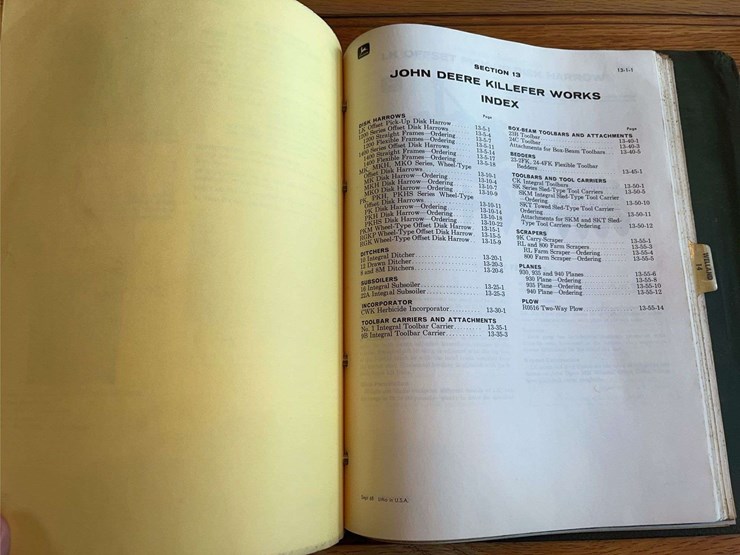 SECTION 13
13-1-1
JOHN DEERE KILLEFER WORKS
INDEX
Page
DISK HARROWS
LK Offset Pick-Up Disk Harrow 13-5-1
1200 Series Offset Disk Harrows 13-5-4
1200 Straight Frames—Ordering 13-5-7
1200 Flexible Frames—Ordering
1400 Series Offset Disk Harrows 13-5-11
1400 Straight Frames—Ordering 13-5-14
1400 Flexible Frames—Ordering 13-5-17
MK, MKH, MKO Series, Wheel-Type 13-5-18
Offset Disk Harrows
MK Disk Harrow—Ordering 13-10-1
MKH Disk Harrow—Ordering 13-10-4
MKO Disk Harrow—Ordering 13-10-7
PK, PKH, PKHS Series Wheel-Type 13-10-9
Offset Disk Harrows
PK Disk Harrow—Ordering 13-10-11
PKH Disk Harrow—Ordering 13-10-14
PKHS Disk Harrow—Ordering 13-10-18
PKM Wheel-Type Offset Disk Harrow 13-10-22
RGKP Wheel-Type Offset Disk Harrow 13-15-1
RGK Wheel-Type Offset Disk Harrow 13-15-5
13-15-9
DITCHERS
10 Integral Ditcher 13-20-1
12 Drawn Ditcher 13-20-3
8 and 8M Ditchers 13-20-6
SUBSOILERS
16 Integral Subsoiler 13-25-1
22A Integral Subsoiler 13-25-3
INCORPORATOR
CWK Herbicide Incorporator 13-30-1
TOOLBAR CARRIERS AND ATTACHMENTS
No. 1 Integral Toolbar Carrier 13-35-1
9B Integral Toolbar Carrier 13-35-3
Page
BOX-BEAM TOOLBARS AND ATTACHMENTS
23B Toolbar 13-40-1
24C Toolbar 13-40-3
Attachments for Box-Beam Toolbars 13-40-5
BEDDERS
23-2FK, 24-4FK Flexible Toolbar
Bedders 13-45-1
TOOLBARS AND TOOL CARRIERS
CK Integral Toolbars 13-50-1
SK Series Sled-Type Tool Carriers 13-50-5
SKM Integral Sled-Type Tool Carrier
—Ordering 13-50-10
SKT Towed Sled-Type Tool Carrier
Ordering 13-50-11
Attachments for SKM and SKT Sled-
Type Tool Carriers—Ordering 13-50-12
SCRAPERS
9K Carry-Scraper 13-55-1
RL and 800 Farm Scrapers 13-55-3
RL Farm Scraper—Ordering 13-55-4
800 Farm Scraper—Ordering 13-55-5
PLANES
930, 935 and 940 Planes 13-55-6
930 Plane—Ordering 13-55-8
935 Plane—Ordering 13-55-10
940 Plane—Ordering 13-55-12
PLOW
R0516 Two-Way Plow 13-55-14
WELLAND
14
Litho in U.S.A.